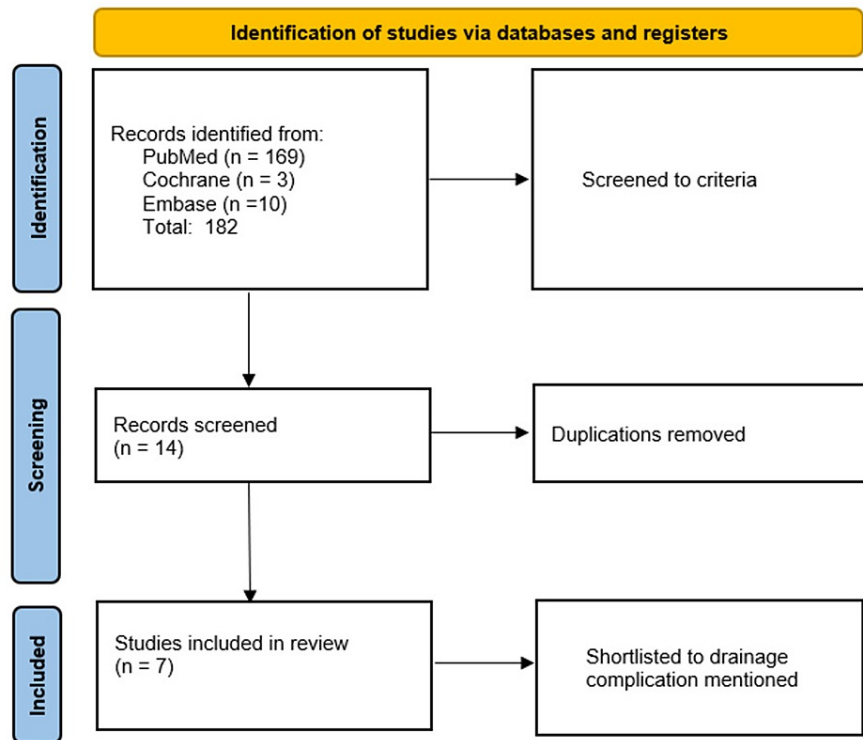 Identification of studies via databases and registers
Identification
Records identified from:
PubMed (n = 169)
Cochrane (n = 3)
Embase (n =10)
Total:  182
Screened to criteria
Screening
Records screened
(n = 14)
Duplications removed
Included
Studies included in review
(n = 7)
Shortlisted to drainage
complication mentioned